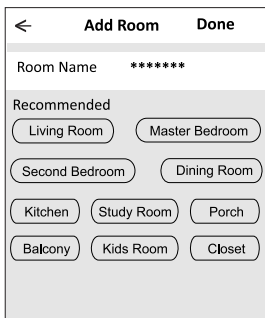 Add Room Done
Room Name *******
Recommended
Living Room Master Bedroom
Second Bedroom Dining Room
Kitchen Study Room Porch
Balcony Kids Room Closet